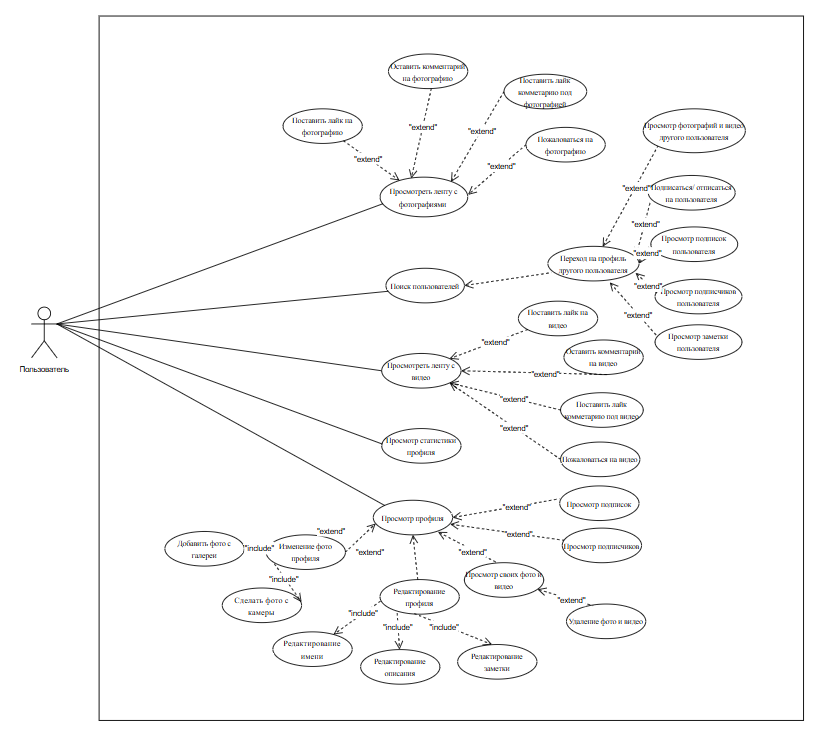 Оставить комментарий
на фотографию
Поставить лайк
комметарию под
фотографией
Поставить лайк на
фотографию
"extend"
"extend"
Пожаловаться на
фотографию
"extend"
"extend"
Просмотреть ленту с
фотографиями
Просмотр фотографий и видео
другого пользователя
"extend"
Подписаться/ отписаться
на пользователя
"extend"
Просмотр подписок
пользователя
"extend"
Переход на профиль
другого пользователя
"extend"
Просмотр подписчиков
пользователя
"extend"
Просмотр заметки
пользователя
Поиск пользователей
Пользователь
Поставить лайк на
видео
"extend"
Оставить комментарий
на видео
"extend"
Просмотреть ленту с
видео
"extend"
Поставить лайк
комметарию под видео
"extend"
Пожаловаться на видео
Просмотр статистики
профиля
Просмотр подписок
"extend"
Просмотр профиля
"extend"
"extend"
Просмотр подписчиков
Добавить фото с
галереи
"include"
Изменение фото
профиля
"extend"
"extend"
Просмотр своих фото и
видео
"include"
Сделать фото с
камеры
Редактирование
профиля
"extend"
Удаление фото и видео
"include"
"include"
"include"
Редактирование
имени
Редактирование
описания
Редактирование
заметки